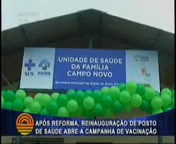 UNIDADE DE SAÚDE
DA FAMÍLIA
CAMPO NOVO
SUS
APÓS REFORMA, REINAUGURAÇÃO DE POSTO
DE SAÚDE ABRE A CAMPANHA DE VACINAÇÃO